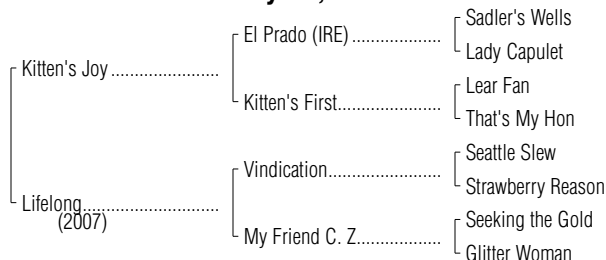 Sadler's Wells
El Prado (IRE)
Lady Capulet
Kitten's Joy
Lear Fan
Kitten's First
That's My Hon
Seattle Slew
Vindication
Strawberry Reason
Lifelong
(2007)
Seeking the Gold
My Friend C. Z.
Glitter Woman